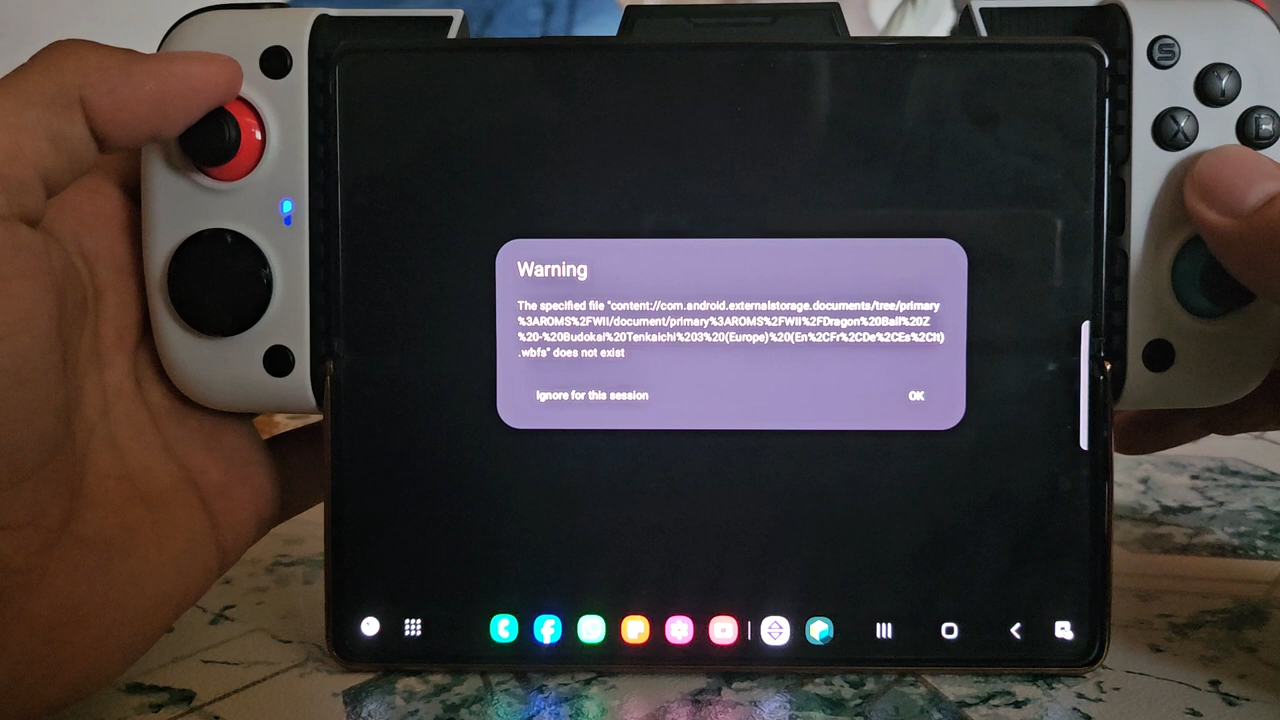 S
Y
X
B
Warning
The specified file "content://com.android.externalstorage.documents/tree/primary
%3AROMS%2FWII/document/primary%3AROMS%2FWII%2FDragon%20Ball%20Z
%20-%20Budokai%20Tenkaichi%203%20(Europe)%20(En%2CFr%2CDe%2CEs%2CIt)
.wbfs" does not exist
Ignore for this session
OK